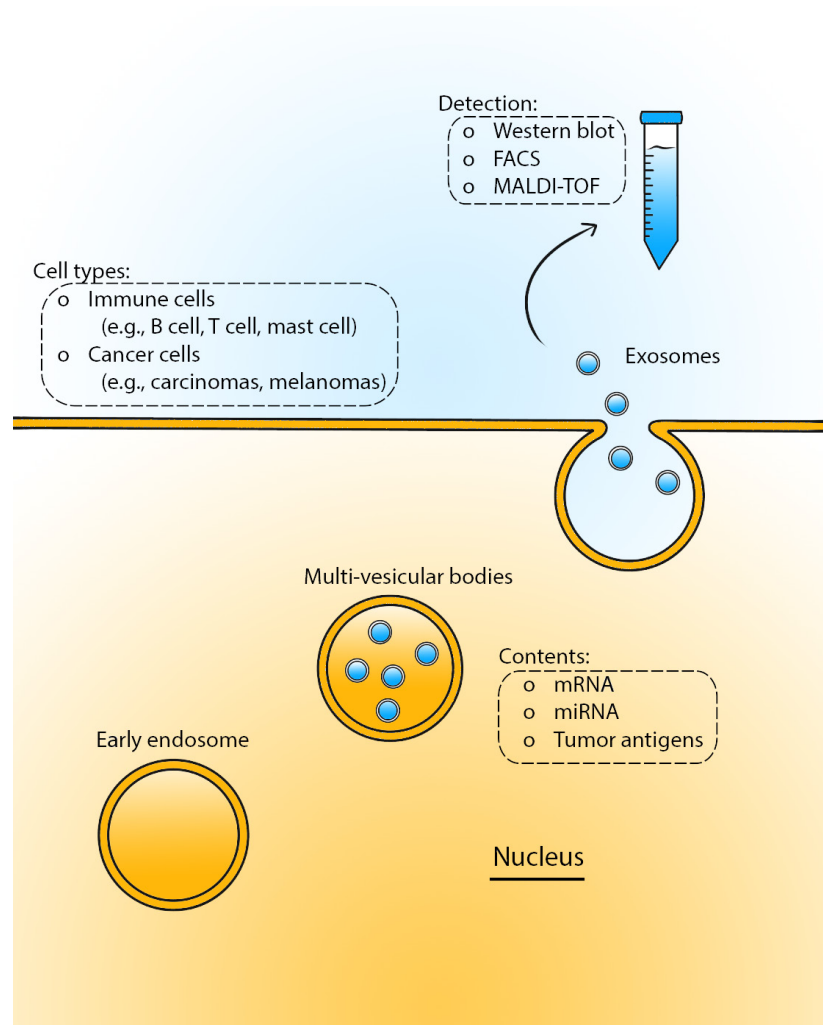 Detection:
o Western blot
o FACS
o MALDI-TOF
Cell types:
o Immune cells
(e.g., B cell, T cell, mast cell)
o Cancer cells
(e.g., carcinomas, melanomas)
Exosomes
Multi-vesicular bodies
Contents:
o mRNA
o miRNA
o Tumor antigens
Early endosome
Nucleus